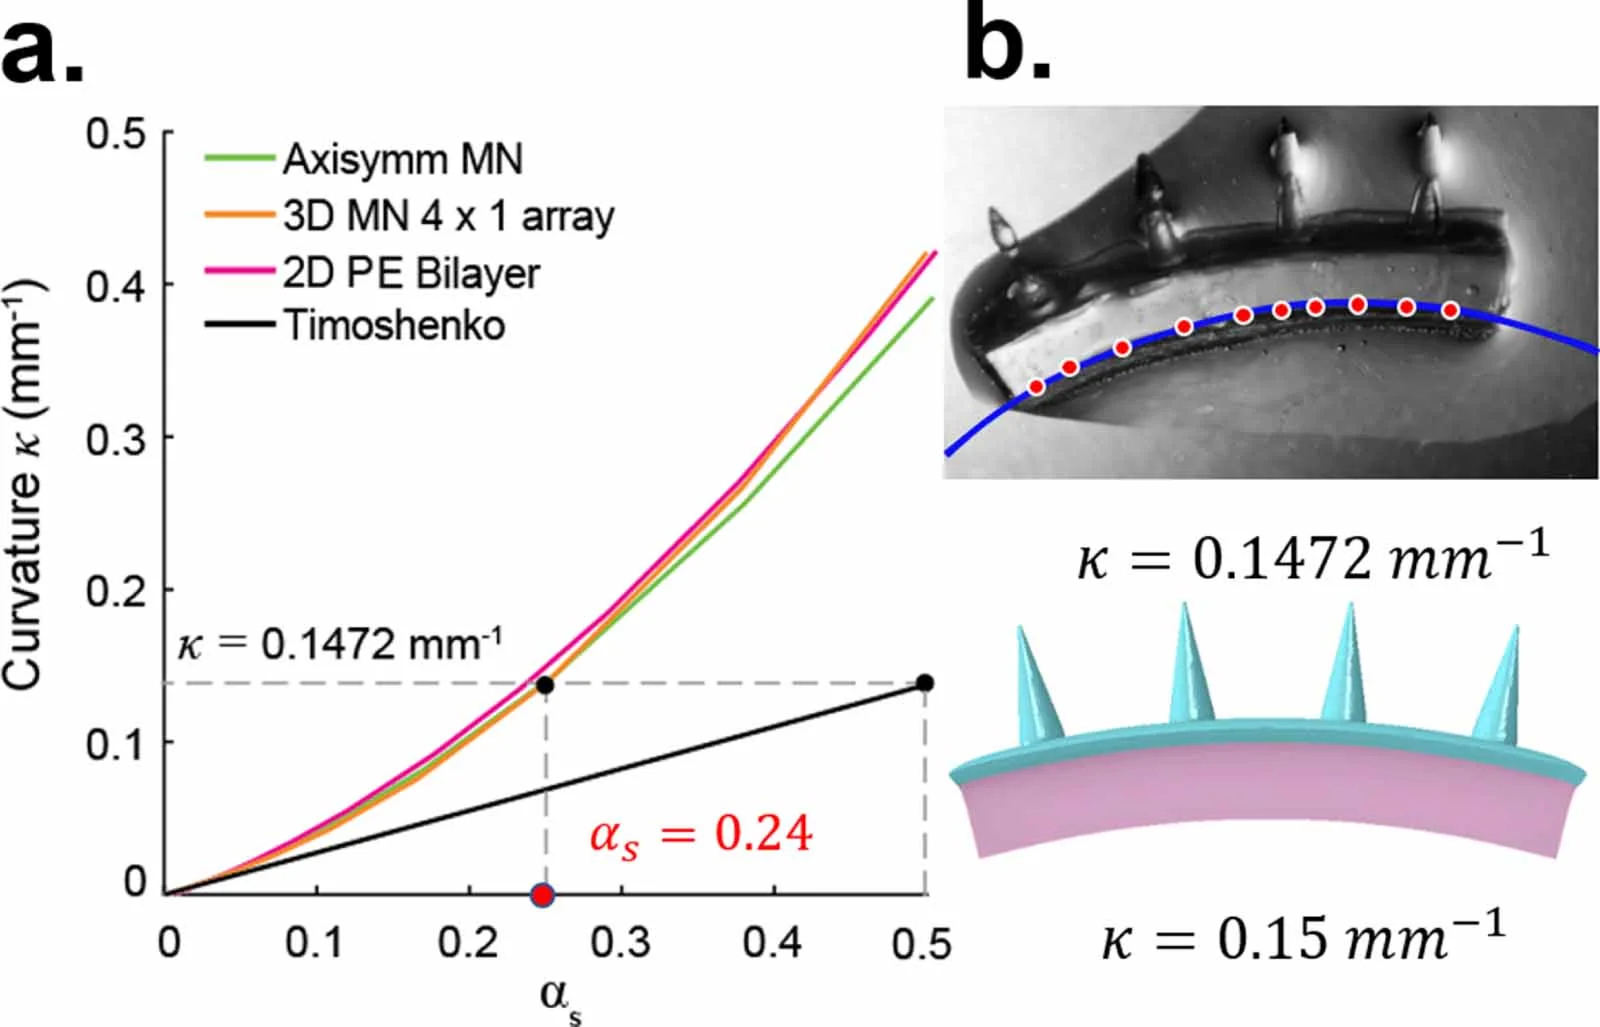 a.
0.5
0.4
0.3
0.2
0.1
0
Curvature κ (mm⁻¹)
Axisymm MN
3D MN 4 x 1 array
2D PE Bilayer
Timoshenko
κ = 0.1472 mm⁻¹
αₛ = 0.24
0 0.1 0.2 0.3 0.4 0.5
αₛ
b.
κ = 0.1472 mm⁻¹
κ = 0.15 mm⁻¹